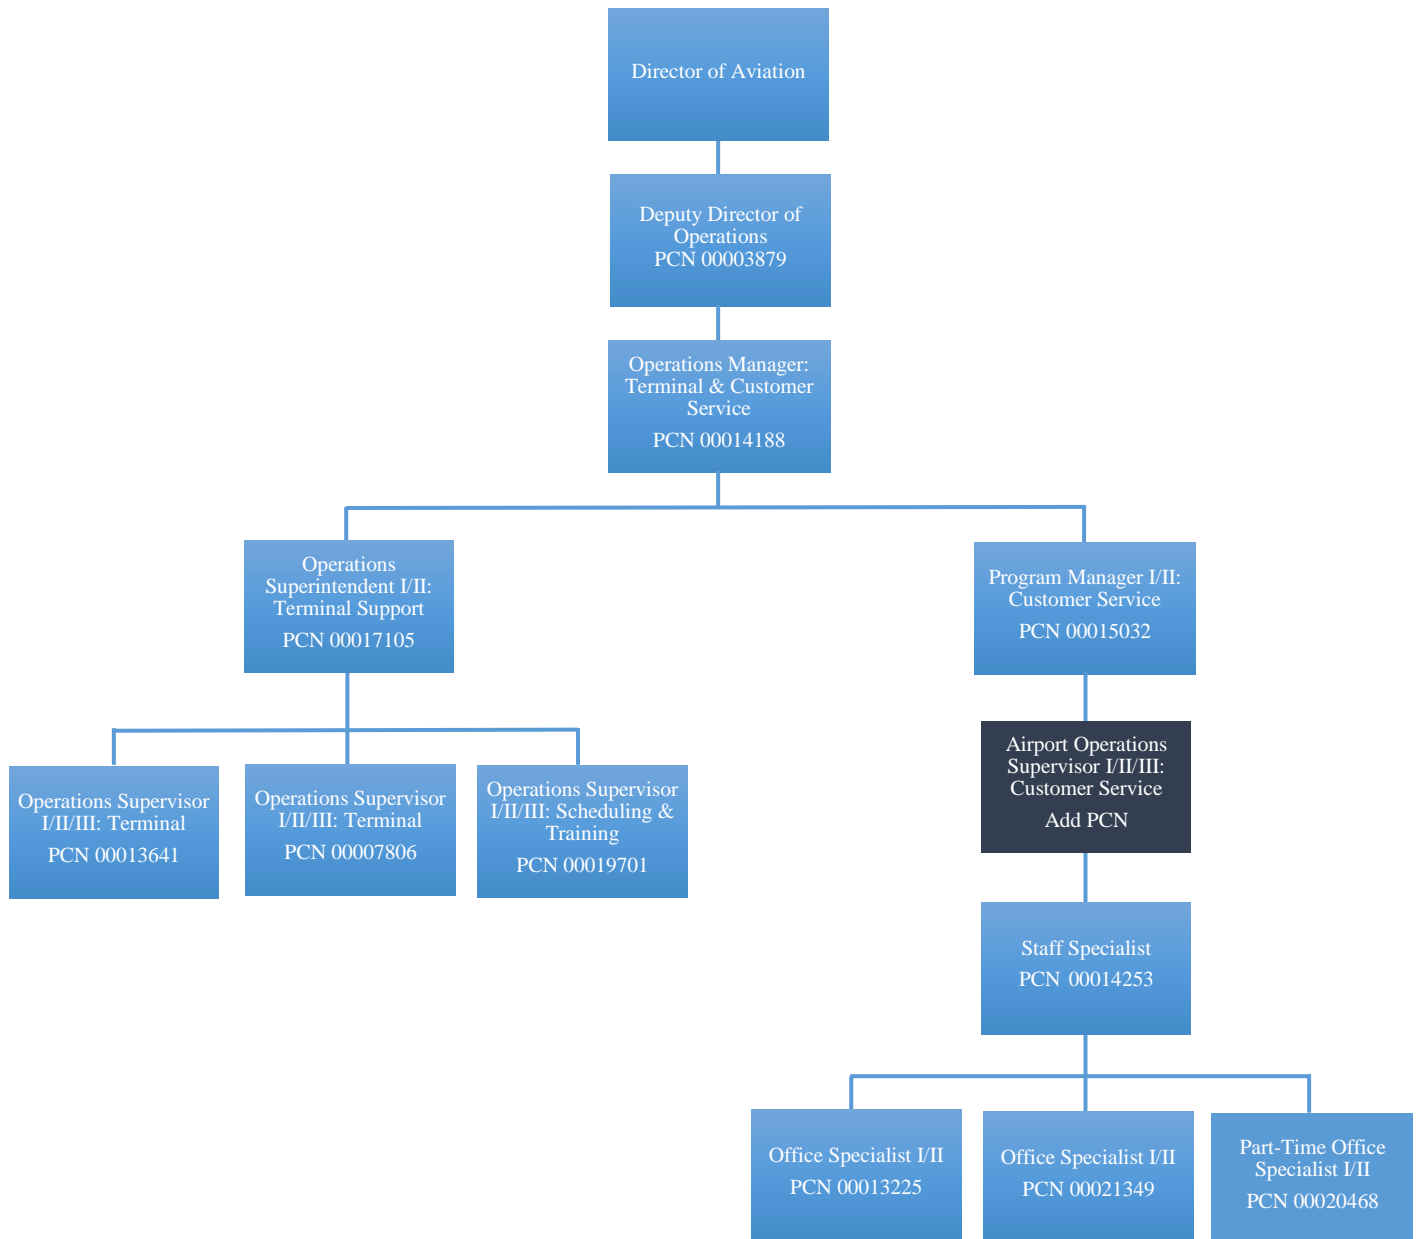 Director of Aviation
Deputy Director of
Operations
PCN 00003879
Operations Manager:
Terminal & Customer
Service
PCN 00014188
Operations
Superintendent I/II:
Terminal Support
PCN 00017105
Program Manager I/II:
Customer Service
PCN 00015032
Operations Supervisor
I/II/III: Terminal
PCN 00013641
Operations Supervisor
I/II/III: Terminal
PCN 00007806
Operations Supervisor
I/II/III: Scheduling &
Training
PCN 00019701
Airport Operations
Supervisor I/II/III:
Customer Service
Add PCN
Staff Specialist
PCN 00014253
Office Specialist I/II
PCN 00013225
Office Specialist I/II
PCN 00021349
Part-Time Office
Specialist I/II
PCN 00020468